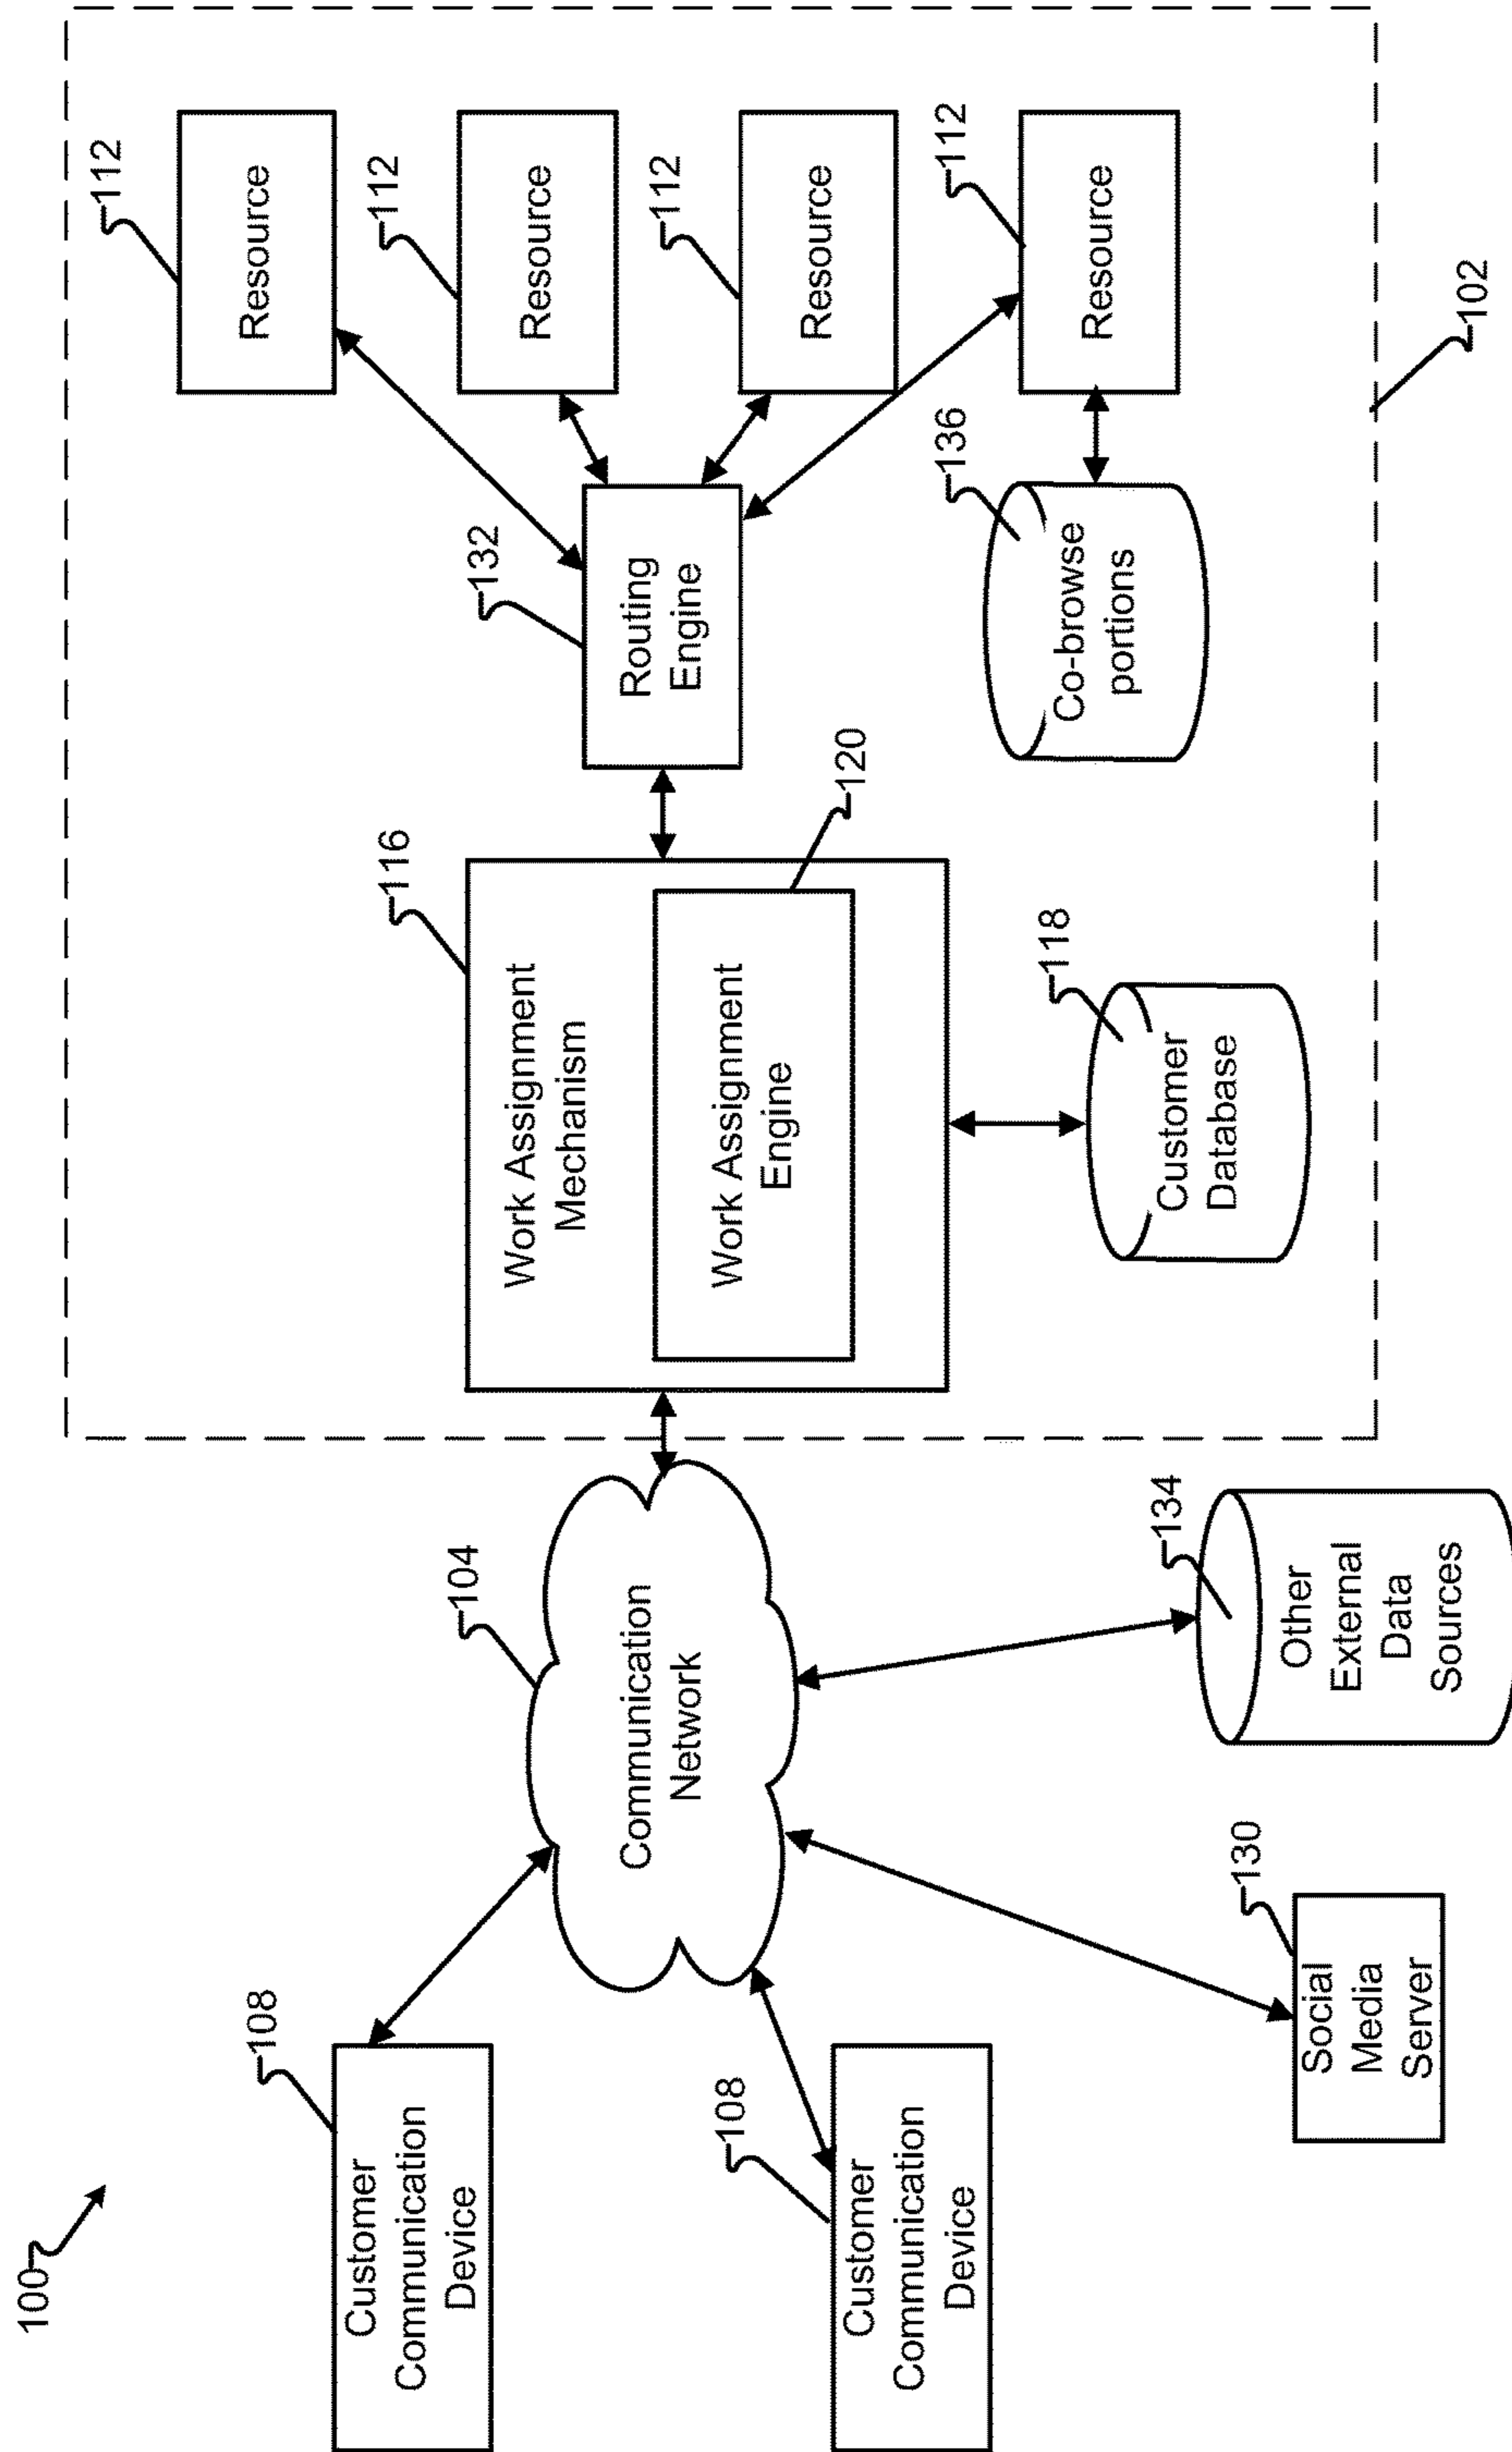 100
108
Customer
Communication
Device
108
Customer
Communication
Device
130
Social
Media
Server
104
Communication
Network
134
Other
External
Data
Sources
116
Work Assignment
Mechanism
Work Assignment
Engine
120
118
Customer
Database
132
Routing
Engine
136
Co-browse
portions
112
Resource
112
Resource
112
Resource
112
Resource
102